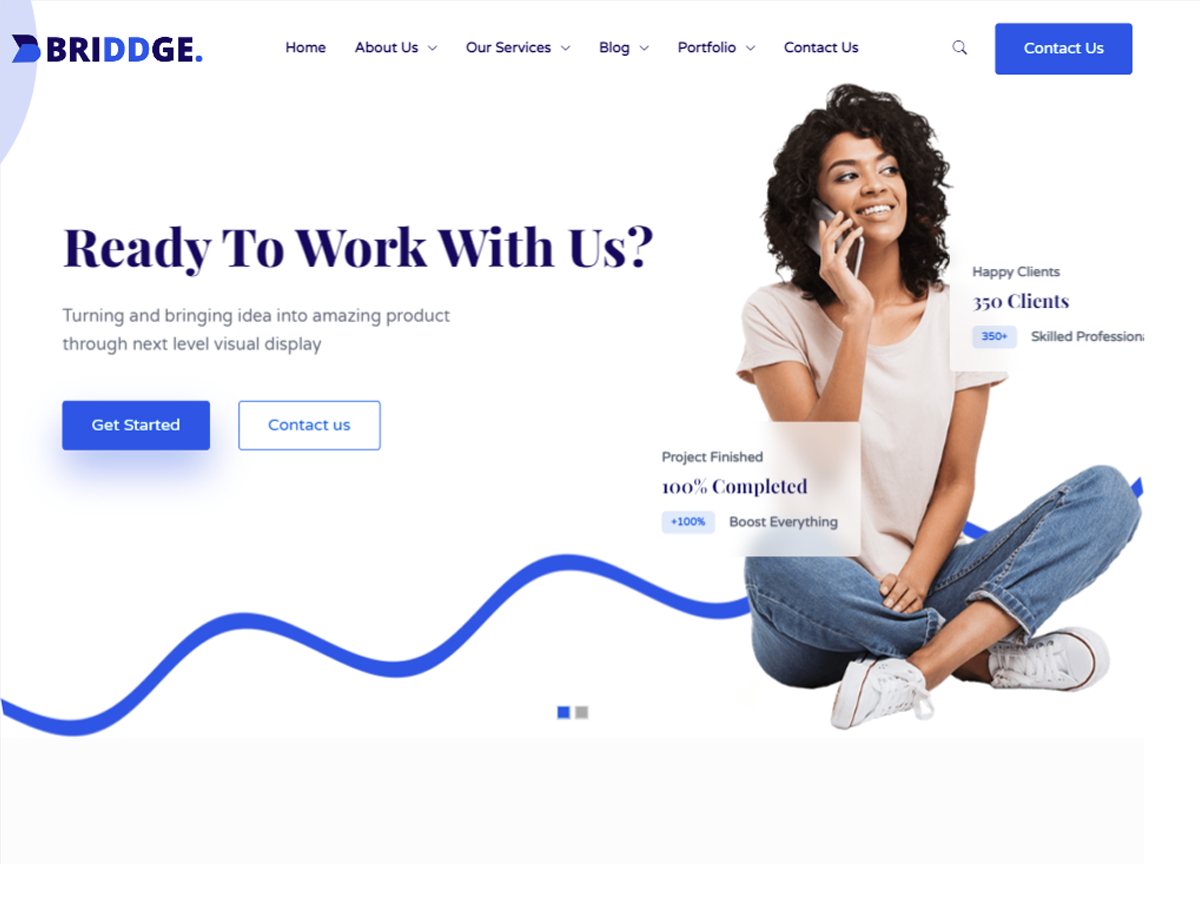 BRIDDGE.
Home
About Us
Our Services
Blog
Portfolio
Contact Us
Contact Us
Ready To Work With Us?
Turning and bringing idea into amazing product
through next level visual display
Get Started
Contact us
Happy Clients
350 Clients
350+ Skilled Profession
Project Finished
100% Completed
+100% Boost Everything